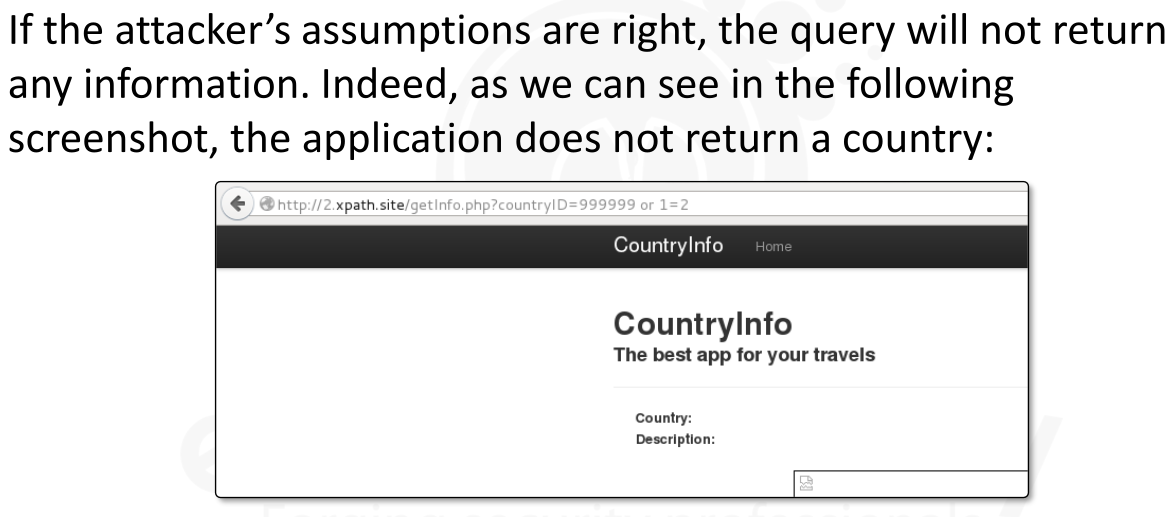 If the attacker’s assumptions are right, the query will not return
any information. Indeed, as we can see in the following
screenshot, the application does not return a country:
http://2.xpath.site/getInfo.php?countryID=999999 or 1=2
CountryInfo Home
CountryInfo
The best app for your travels
Country:
Description: